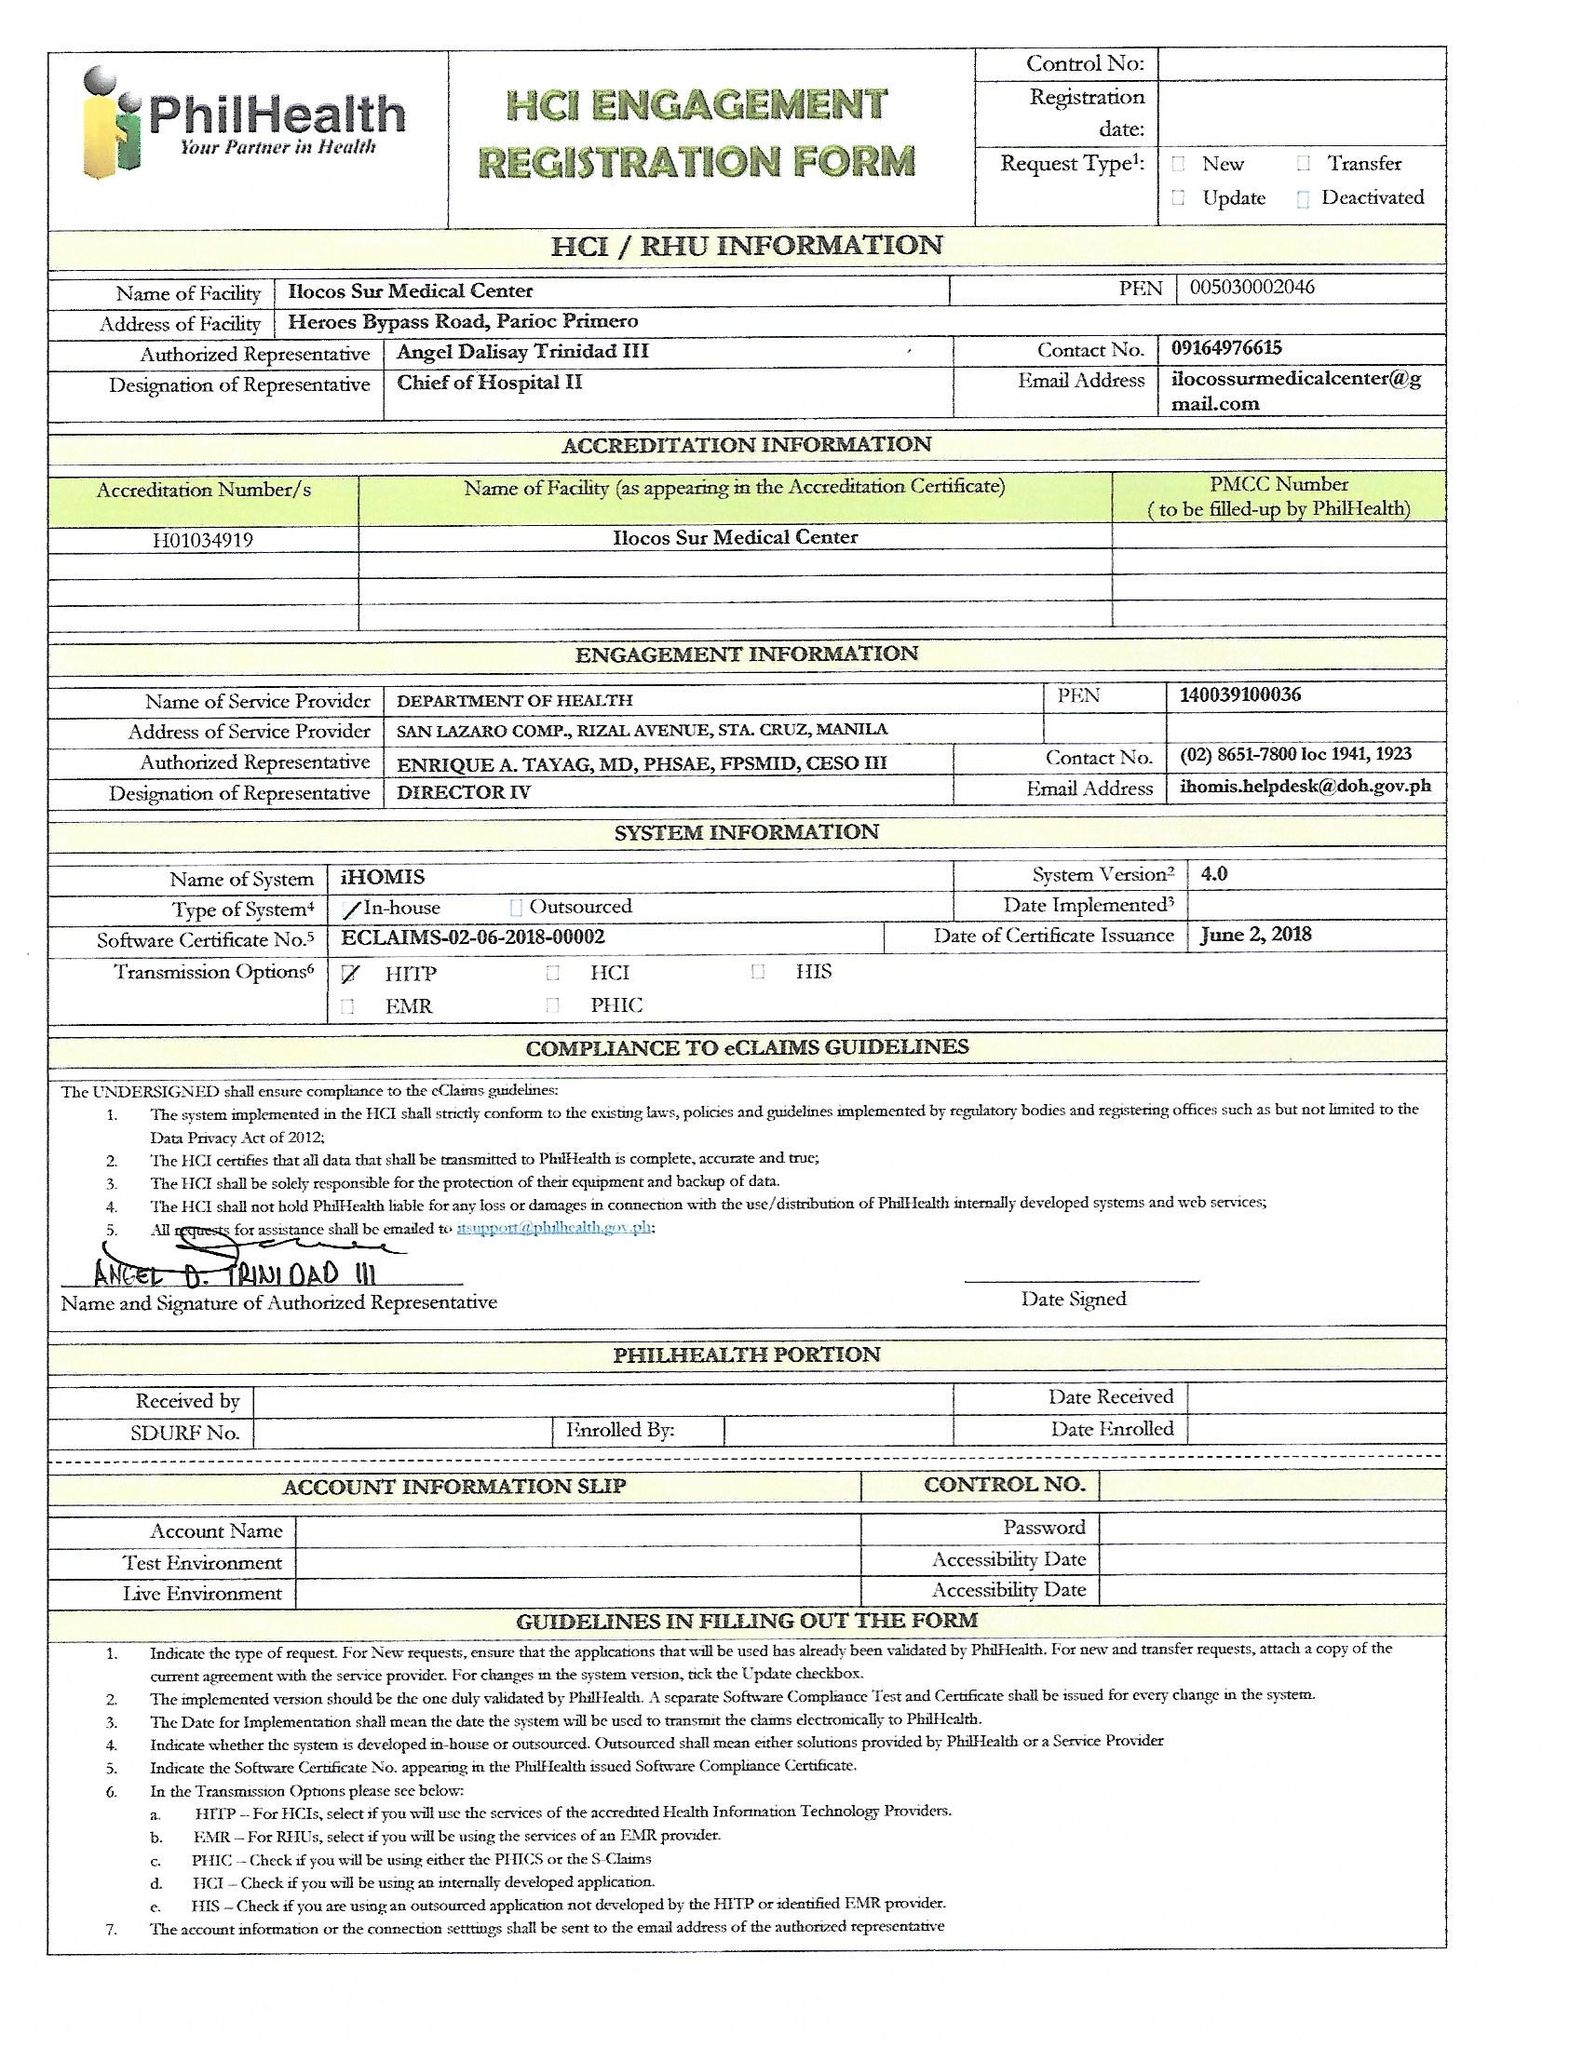 PhilHealth
Your Partner in Health
HCI ENGAGEMENT
REGISTRATION FORM
Control No:
Registration
date:
Request Type¹:
New Transfer
Update Deactivated
HCI / RHU INFORMATION
Name of Facility Ilocos Sur Medical Center PEN 005030002046
Address of Facility Heroes Bypass Road, Parioc Primero
Authorized Representative Angel Dalisay Trinidad III Contact No. 09164976615
Designation of Representative Chief of Hospital II Email Address ilocossurmedicalcenter@g
mail.com
ACCREDITATION INFORMATION
Accreditation Number/s Name of Facility (as appearing in the Accreditation Certificate) PMCC Number
( to be filled-up by PhilHealth)
H01034919 Ilocos Sur Medical Center
ENGAGEMENT INFORMATION
Name of Service Provider DEPARTMENT OF HEALTH PEN 140039100036
Address of Service Provider SAN LAZARO COMP., RIZAL AVENUE, STA. CRUZ, MANILA
Authorized Representative ENRIQUE A. TAYAG, MD, PHSAE, FPSMID, CESO III Contact No. (02) 8651-7800 loc 1941, 1923
Designation of Representative DIRECTOR IV Email Address ihomis.helpdesk@doh.gov.ph
SYSTEM INFORMATION
Name of System iHOMIS System Version² 4.0
Type of System⁴ In-house Outsourced Date Implemented³
Software Certificate No.⁵ ECLAIMS-02-06-2018-00002 Date of Certificate Issuance June 2, 2018
Transmission Options⁶ HITP HCI HIS
EMR PHIC
COMPLIANCE TO eCLAIMS GUIDELINES
The UNDERSIGNED shall ensure compliance to the eClaims guidelines:
1. The system implemented in the HCI shall strictly conform to the existing laws, policies and guidelines implemented by regulatory bodies and registering offices such as but not limited to the
Data Privacy Act of 2012;
2. The HCI certifies that all data that shall be transmitted to PhilHealth is complete, accurate and true;
3. The HCI shall be solely responsible for the protection of their equipment and backup of data.
4. The HCI shall not hold PhilHealth liable for any loss or damages in connection with the use/distribution of PhilHealth internally developed systems and web services;
5. All requests for assistance shall be emailed to itsupport@philhealth.gov.ph;
ANGEL D. TRINIDAD III
Name and Signature of Authorized Representative Date Signed
PHILHEALTH PORTION
Received by Date Received
SDURF No. Enrolled By: Date Enrolled
ACCOUNT INFORMATION SLIP CONTROL NO.
Account Name Password
Test Environment Accessibility Date
Live Environment Accessibility Date
GUIDELINES IN FILLING OUT THE FORM
1. Indicate the type of request. For New requests, ensure that the applications that will be used has already been validated by PhilHealth. For new and transfer requests, attach a copy of the
current agreement with the service provider. For changes in the system version, tick the Update checkbox.
2. The implemented version should be the one duly validated by PhilHealth. A separate Software Compliance Test and Certificate shall be issued for every change in the system.
3. The Date for Implementation shall mean the date the system will be used to transmit the claims electronically to PhilHealth.
4. Indicate whether the system is developed in-house or outsourced. Outsourced shall mean either solutions provided by PhilHealth or a Service Provider
5. Indicate the Software Certificate No. appearing in the PhilHealth issued Software Compliance Certificate.
6. In the Transmission Options please see below:
a. HITP – For HCIs, select if you will use the services of the accredited Health Information Technology Providers.
b. EMR – For RHUs, select if you will be using the services of an EMR provider.
c. PHIC – Check if you will be using either the PHICS or the S-Claims
d. HCI – Check if you will be using an internally developed application.
e. HIS – Check if you are using an outsourced application not developed by the HITP or identified EMR provider.
7. The account information or the connection setttings shall be sent to the email address of the authorized representative